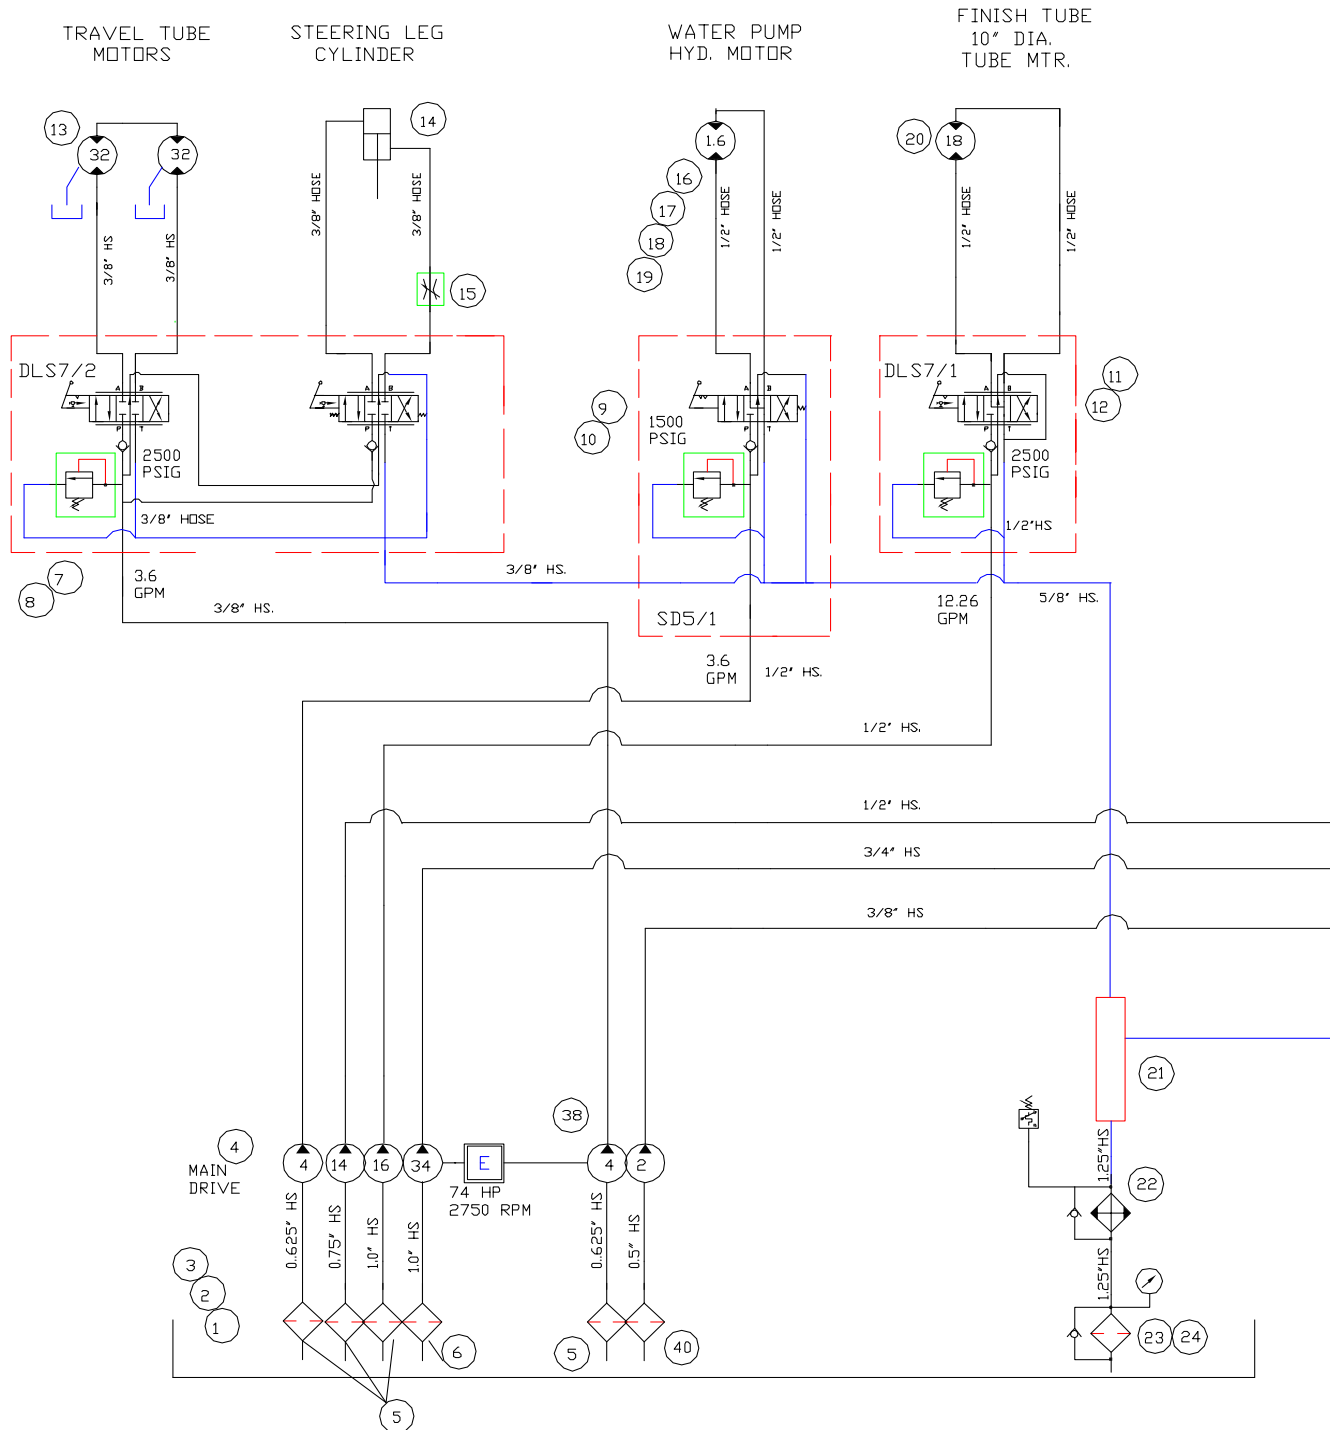 TRAVEL TUBE
MOTORS
STEERING LEG
CYLINDER
WATER PUMP
HYD. MOTOR
FINISH TUBE
10" DIA.
TUBE MTR.
13
32
32
14
1.6
20
18
16
17
18
19
15
3/8" HS
3/8" HS
3/8" HOSE
3/8" HOSE
1/2" HOSE
1/2" HOSE
1/2" HOSE
1/2" HOSE
DLS7/2
DLS7/1
A B
P T
A B
P T
A B
P T
A B
P T
9
10
11
12
1500
PSIG
2500
PSIG
2500
PSIG
3/8" HOSE
1/2"HS
7
8
3.6
GPM
3/8" HS.
3/8" HS.
SD5/1
12.26
GPM
5/8" HS.
3.6
GPM
1/2" HS.
1/2" HS.
1/2" HS.
3/4" HS
3/8" HS
38
21
4
MAIN
DRIVE
4
14
16
34
E
4
2
74 HP
2750 RPM
1.25"HS
22
0.625" HS
0.75" HS
1.0" HS
1.0" HS
0.625" HS
0.5" HS
1.25"HS
3
2
1
6
5
40
23
24
5